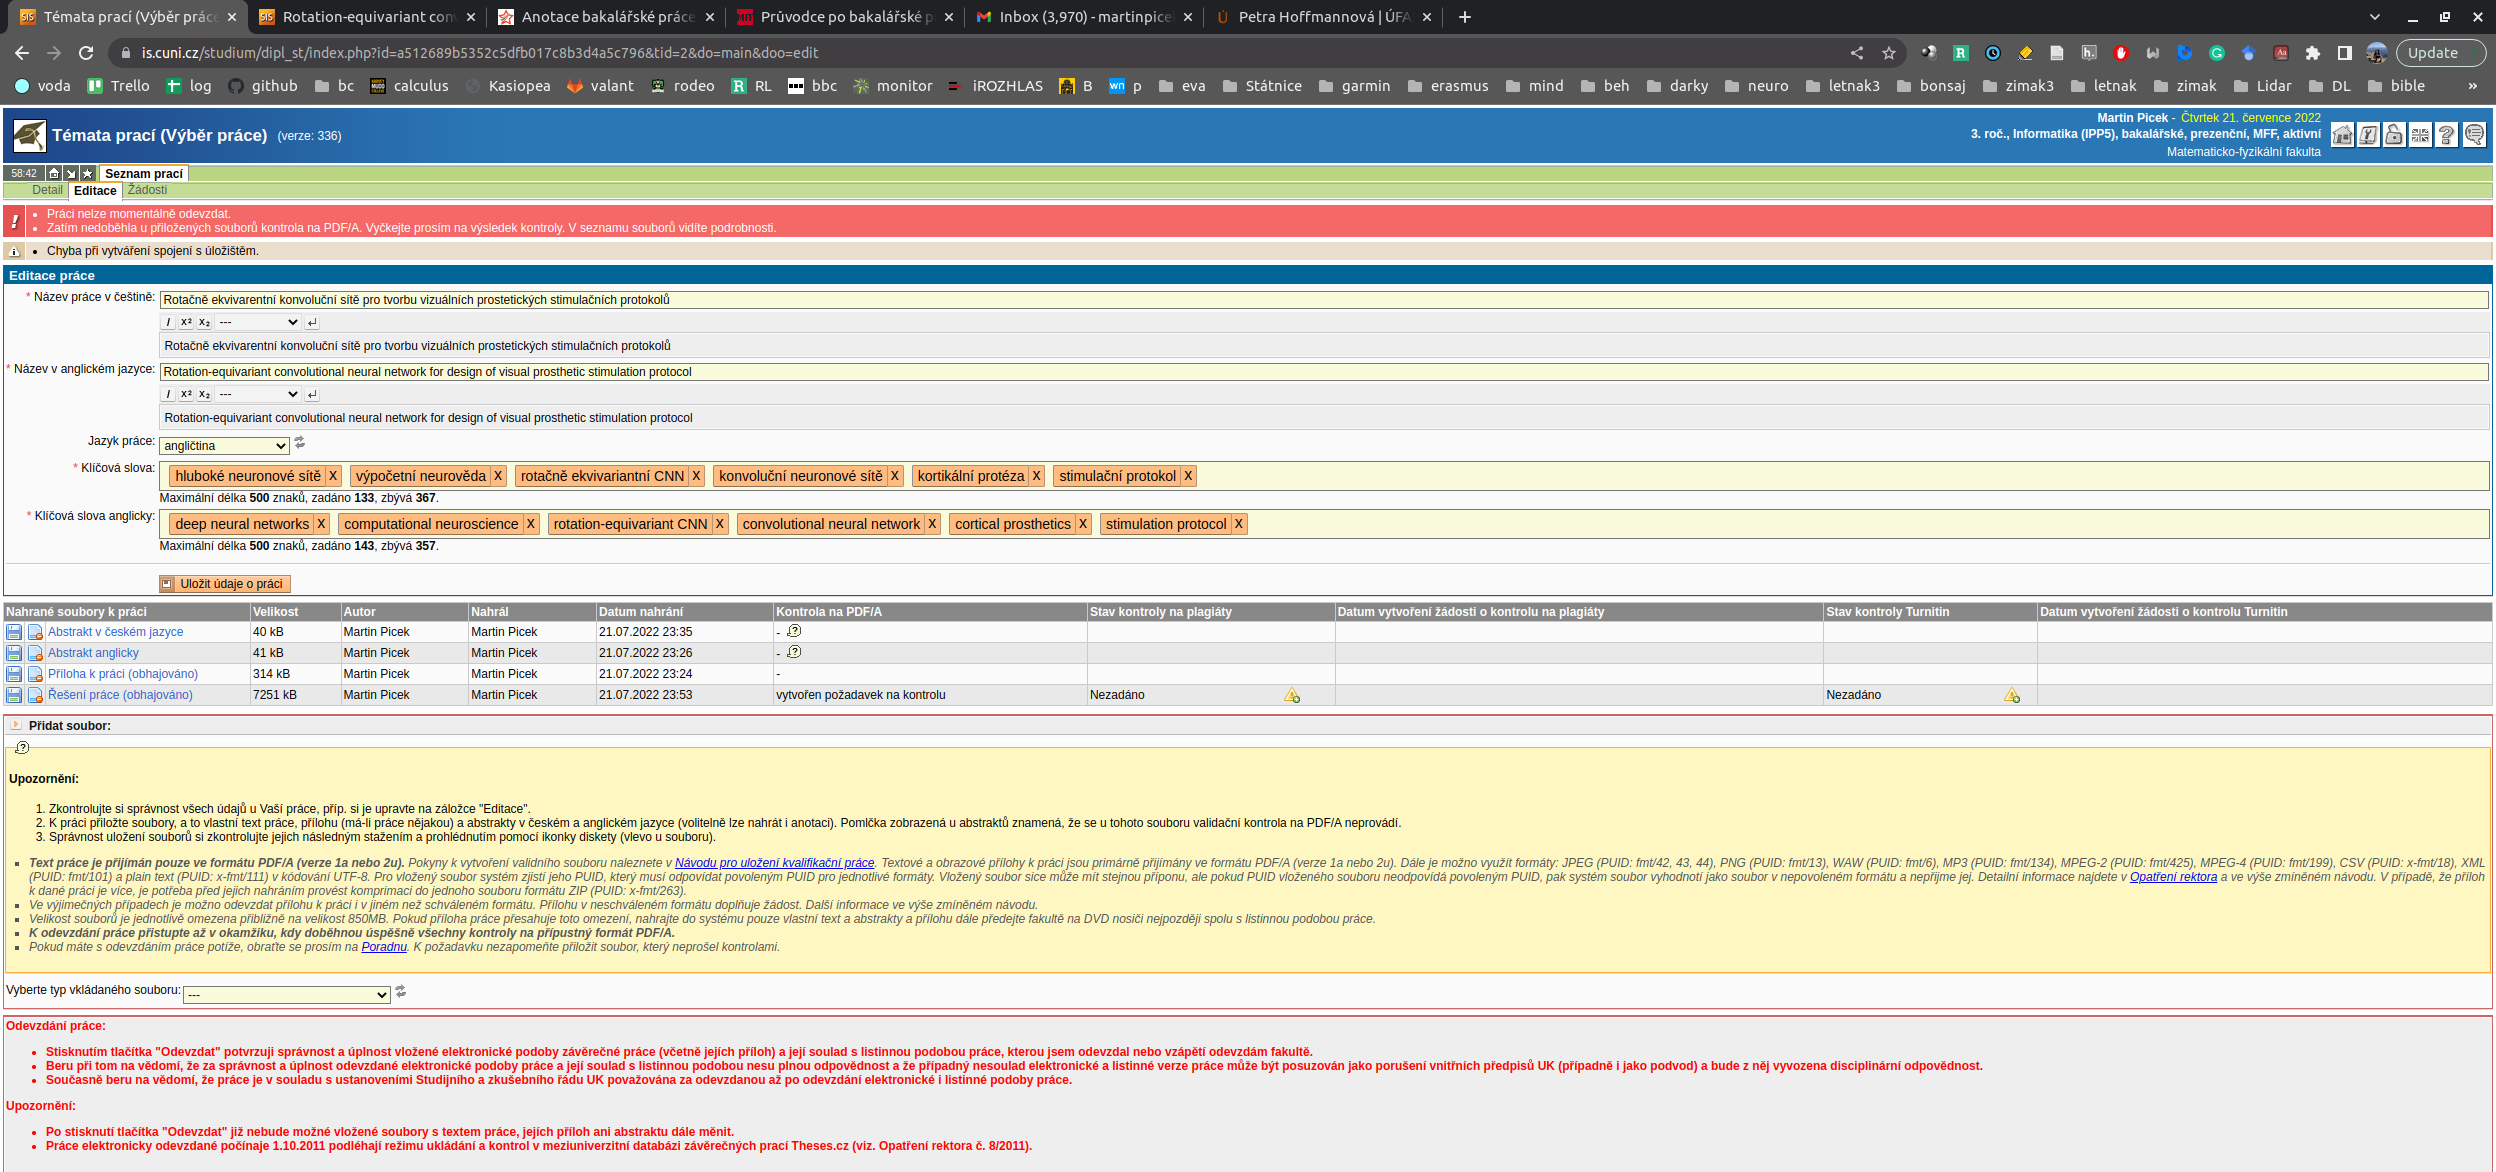 Témata prací (Výběr práce
Rotation-equivariant con
Anotace bakalářské práce
Průvodce po bakalářské p
Inbox (3,970) - martinpice
Petra Hoffmannová | ÚFA
is.cuni.cz/studium/dipl_st/index.php?id=a512689b5352c5dfb017c8b3d4a5c796&tid=2&do=main&doo=edit
Update
voda Trello log github bc calculus Kasiopea valant rodeo RL bbc monitor iROZHLAS B p eva Státnice garmin erasmus mind beh darky neuro letnak3 bonsaj zimak3 letnak zimak Lidar DL bible »
Témata prací (Výběr práce) (verze: 336)
Martin Picek - Čtvrtek 21. července 2022
3. roč., Informatika (IPP5), bakalářské, prezenční, MFF, aktivní
Matematicko-fyzikální fakulta
58:42 Seznam prací
Detail Editace Žádosti
Práci nelze momentálně odevzdat.
Zatím nedoběhla u přiložených souborů kontrola na PDF/A. Vyčkejte prosím na výsledek kontroly. V seznamu souborů vidíte podrobnosti.
Chyba při vytváření spojení s úložištěm.
Editace práce
* Název práce v češtině: Rotačně ekvivarentní konvoluční sítě pro tvorbu vizuálních prostetických stimulačních protokolů
I x² x₂ ---
Rotačně ekvivarentní konvoluční sítě pro tvorbu vizuálních prostetických stimulačních protokolů
* Název v anglickém jazyce: Rotation-equivariant convolutional neural network for design of visual prosthetic stimulation protocol
I x² x₂ ---
Rotation-equivariant convolutional neural network for design of visual prosthetic stimulation protocol
Jazyk práce: angličtina
* Klíčová slova: hluboké neuronové sítě x výpočetní neurověda x rotačně ekvivariantní CNN x konvoluční neuronové sítě x kortikální protéza x stimulační protokol x
Maximální délka 500 znaků, zadáno 133, zbývá 367.
* Klíčová slova anglicky: deep neural networks x computational neuroscience x rotation-equivariant CNN x convolutional neural network x cortical prosthetics x stimulation protocol x
Maximální délka 500 znaků, zadáno 143, zbývá 357.
Uložit údaje o práci
Nahrané soubory k práci Velikost Autor Nahrál Datum nahrání Kontrola na PDF/A Stav kontroly na plagiáty Datum vytvoření žádosti o kontrolu na plagiáty Stav kontroly Turnitin Datum vytvoření žádosti o kontrolu Turnitin
Abstrakt v českém jazyce 40 kB Martin Picek Martin Picek 21.07.2022 23:35 - ?
Abstrakt anglicky 41 kB Martin Picek Martin Picek 21.07.2022 23:26 - ?
Příloha k práci (obhajováno) 314 kB Martin Picek Martin Picek 21.07.2022 23:24 -
Řešení práce (obhajováno) 7251 kB Martin Picek Martin Picek 21.07.2022 23:53 vytvořen požadavek na kontrolu Nezadáno Nezadáno
Přidat soubor:
?
Upozornění:
1. Zkontrolujte si správnost všech údajů u Vaší práce, příp. si je upravte na záložce "Editace".
2. K práci přiložte soubory, a to vlastní text práce, přílohu (má-li práce nějakou) a abstrakty v českém a anglickém jazyce (volitelně lze nahrát i anotaci). Pomlčka zobrazená u abstraktů znamená, že se u tohoto souboru validační kontrola na PDF/A neprovádí.
3. Správnost uložení souborů si zkontrolujte jejich následným stažením a prohlédnutím pomocí ikonky diskety (vlevo u souboru).
Text práce je přijímán pouze ve formátu PDF/A (verze 1a nebo 2u). Pokyny k vytvoření validního souboru naleznete v Návodu pro uložení kvalifikační práce. Textové a obrazové přílohy k práci jsou primárně přijímány ve formátu PDF/A (verze 1a nebo 2u). Dále je možno využít formáty: JPEG (PUID: fmt/42, 43, 44), PNG (PUID: fmt/13), WAW (PUID: fmt/6), MP3 (PUID: fmt/134), MPEG-2 (PUID: fmt/425), MPEG-4 (PUID: fmt/199), CSV (PUID: x-fmt/18), XML
(PUID: fmt/101) a plain text (PUID: x-fmt/111) v kódování UTF-8. Pro vložený soubor systém zjistí jeho PUID, který musí odpovídat povoleným PUID pro jednotlivé formáty. Vložený soubor sice může mít stejnou příponu, ale pokud PUID vloženého souboru neodpovídá povoleným PUID, pak systém soubor vyhodnotí jako soubor v nepovoleném formátu a nepřijme jej. Detailní informace najdete v Opatření rektora a ve výše zmíněném návodu. V případě, že příloh
k dané práci je více, je potřeba před jejich nahráním provést komprimaci do jednoho souboru formátu ZIP (PUID: x-fmt/263).
Ve výjimečných případech je možno odevzdat přílohu k práci i v jiném než schváleném formátu. Přílohu v neschváleném formátu doplňuje žádost. Další informace ve výše zmíněném návodu.
Velikost souborů je jednotlivě omezena přibližně na velikost 850MB. Pokud příloha práce přesahuje toto omezení, nahrajte do systému pouze vlastní text a abstrakty a přílohu dále předejte fakultě na DVD nosiči nejpozději spolu s listinnou podobou práce.
K odevzdání práce přistupte až v okamžiku, kdy doběhnou úspěšně všechny kontroly na přípustný formát PDF/A.
Pokud máte s odevzdáním práce potíže, obraťte se prosím na Poradnu. K požadavku nezapomeňte přiložit soubor, který neprošel kontrolami.
Vyberte typ vkládaného souboru: ---
Odevzdání práce:
Stisknutím tlačítka "Odevzdat" potvrzuji správnost a úplnost vložené elektronické podoby závěrečné práce (včetně jejích příloh) a její soulad s listinnou podobou práce, kterou jsem odevzdal nebo vzápětí odevzdám fakultě.
Beru při tom na vědomí, že za správnost a úplnost odevzdané elektronické podoby práce a její soulad s listinnou podobou nesu plnou odpovědnost a že případný nesoulad elektronické a listinné verze práce může být posuzován jako porušení vnitřních předpisů UK (případně i jako podvod) a bude z něj vyvozena disciplinární odpovědnost.
Současně beru na vědomí, že práce je v souladu s ustanoveními Studijního a zkušebního řádu UK považována za odevzdanou až po odevzdání elektronické i listinné podoby práce.
Upozornění:
Po stisknutí tlačítka "Odevzdat" již nebude možné vložené soubory s textem práce, jejích příloh ani abstraktu dále měnit.
Práce elektronicky odevzdané počínaje 1.10.2011 podléhají režimu ukládání a kontrol v meziuniverzitní databázi závěrečných prací Theses.cz (viz. Opatření rektora č. 8/2011).